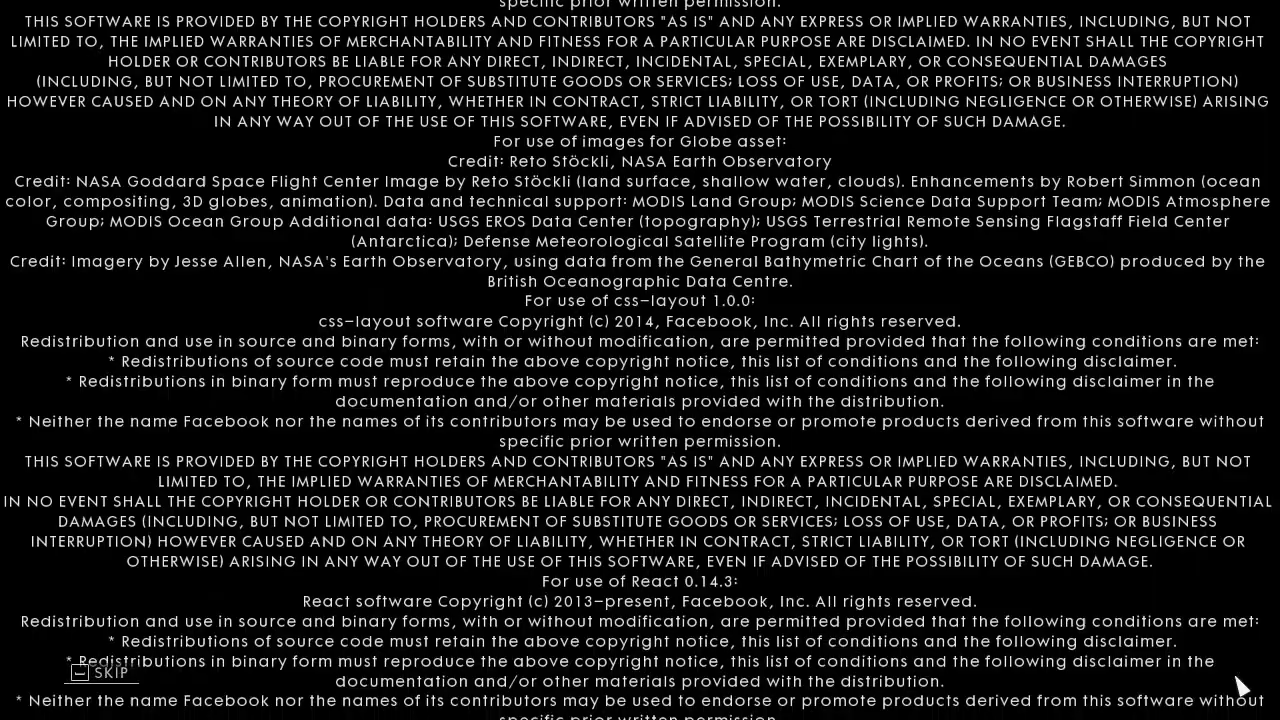 specific prior written permission.
THIS SOFTWARE IS PROVIDED BY THE COPYRIGHT HOLDERS AND CONTRIBUTORS "AS IS" AND ANY EXPRESS OR IMPLIED WARRANTIES, INCLUDING, BUT NOT
LIMITED TO, THE IMPLIED WARRANTIES OF MERCHANTABILITY AND FITNESS FOR A PARTICULAR PURPOSE ARE DISCLAIMED. IN NO EVENT SHALL THE COPYRIGHT
HOLDER OR CONTRIBUTORS BE LIABLE FOR ANY DIRECT, INDIRECT, INCIDENTAL, SPECIAL, EXEMPLARY, OR CONSEQUENTIAL DAMAGES
(INCLUDING, BUT NOT LIMITED TO, PROCUREMENT OF SUBSTITUTE GOODS OR SERVICES; LOSS OF USE, DATA, OR PROFITS; OR BUSINESS INTERRUPTION)
HOWEVER CAUSED AND ON ANY THEORY OF LIABILITY, WHETHER IN CONTRACT, STRICT LIABILITY, OR TORT (INCLUDING NEGLIGENCE OR OTHERWISE) ARISING
IN ANY WAY OUT OF THE USE OF THIS SOFTWARE, EVEN IF ADVISED OF THE POSSIBILITY OF SUCH DAMAGE.
For use of images for Globe asset:
Credit: Reto Stöckli, NASA Earth Observatory
Credit: NASA Goddard Space Flight Center Image by Reto Stöckli (land surface, shallow water, clouds). Enhancements by Robert Simmon (ocean
color, compositing, 3D globes, animation). Data and technical support: MODIS Land Group; MODIS Science Data Support Team; MODIS Atmosphere
Group; MODIS Ocean Group Additional data: USGS EROS Data Center (topography); USGS Terrestrial Remote Sensing Flagstaff Field Center
(Antarctica); Defense Meteorological Satellite Program (city lights).
Credit: Imagery by Jesse Allen, NASA's Earth Observatory, using data from the General Bathymetric Chart of the Oceans (GEBCO) produced by the
British Oceanographic Data Centre.
For use of css-layout 1.0.0:
css-layout software Copyright (c) 2014, Facebook, Inc. All rights reserved.
Redistribution and use in source and binary forms, with or without modification, are permitted provided that the following conditions are met:
* Redistributions of source code must retain the above copyright notice, this list of conditions and the following disclaimer.
* Redistributions in binary form must reproduce the above copyright notice, this list of conditions and the following disclaimer in the
documentation and/or other materials provided with the distribution.
* Neither the name Facebook nor the names of its contributors may be used to endorse or promote products derived from this software without
specific prior written permission.
THIS SOFTWARE IS PROVIDED BY THE COPYRIGHT HOLDERS AND CONTRIBUTORS "AS IS" AND ANY EXPRESS OR IMPLIED WARRANTIES, INCLUDING, BUT NOT
LIMITED TO, THE IMPLIED WARRANTIES OF MERCHANTABILITY AND FITNESS FOR A PARTICULAR PURPOSE ARE DISCLAIMED.
IN NO EVENT SHALL THE COPYRIGHT HOLDER OR CONTRIBUTORS BE LIABLE FOR ANY DIRECT, INDIRECT, INCIDENTAL, SPECIAL, EXEMPLARY, OR CONSEQUENTIAL
DAMAGES (INCLUDING, BUT NOT LIMITED TO, PROCUREMENT OF SUBSTITUTE GOODS OR SERVICES; LOSS OF USE, DATA, OR PROFITS; OR BUSINESS
INTERRUPTION) HOWEVER CAUSED AND ON ANY THEORY OF LIABILITY, WHETHER IN CONTRACT, STRICT LIABILITY, OR TORT (INCLUDING NEGLIGENCE OR
OTHERWISE) ARISING IN ANY WAY OUT OF THE USE OF THIS SOFTWARE, EVEN IF ADVISED OF THE POSSIBILITY OF SUCH DAMAGE.
For use of React 0.14.3:
React software Copyright (c) 2013-present, Facebook, Inc. All rights reserved.
Redistribution and use in source and binary forms, with or without modification, are permitted provided that the following conditions are met:
* Redistributions of source code must retain the above copyright notice, this list of conditions and the following disclaimer.
* Redistributions in binary form must reproduce the above copyright notice, this list of conditions and the following disclaimer in the
SKIP
documentation and/or other materials provided with the distribution.
* Neither the name Facebook nor the names of its contributors may be used to endorse or promote products derived from this software without
specific prior written permission.